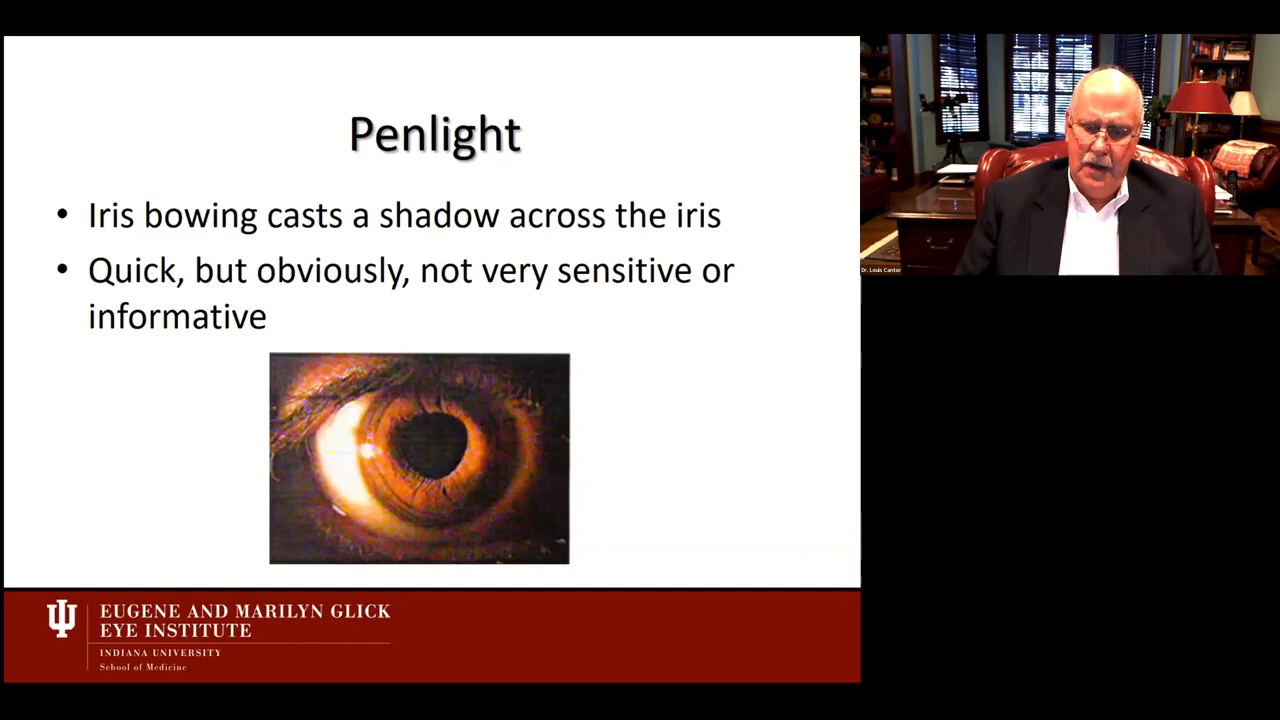 Penlight
• Iris bowing casts a shadow across the iris
• Quick, but obviously, not very sensitive or
informative
EUGENE AND MARILYN GLICK
EYE INSTITUTE
INDIANA UNIVERSITY
School of Medicine
Dr. Louis Cantor